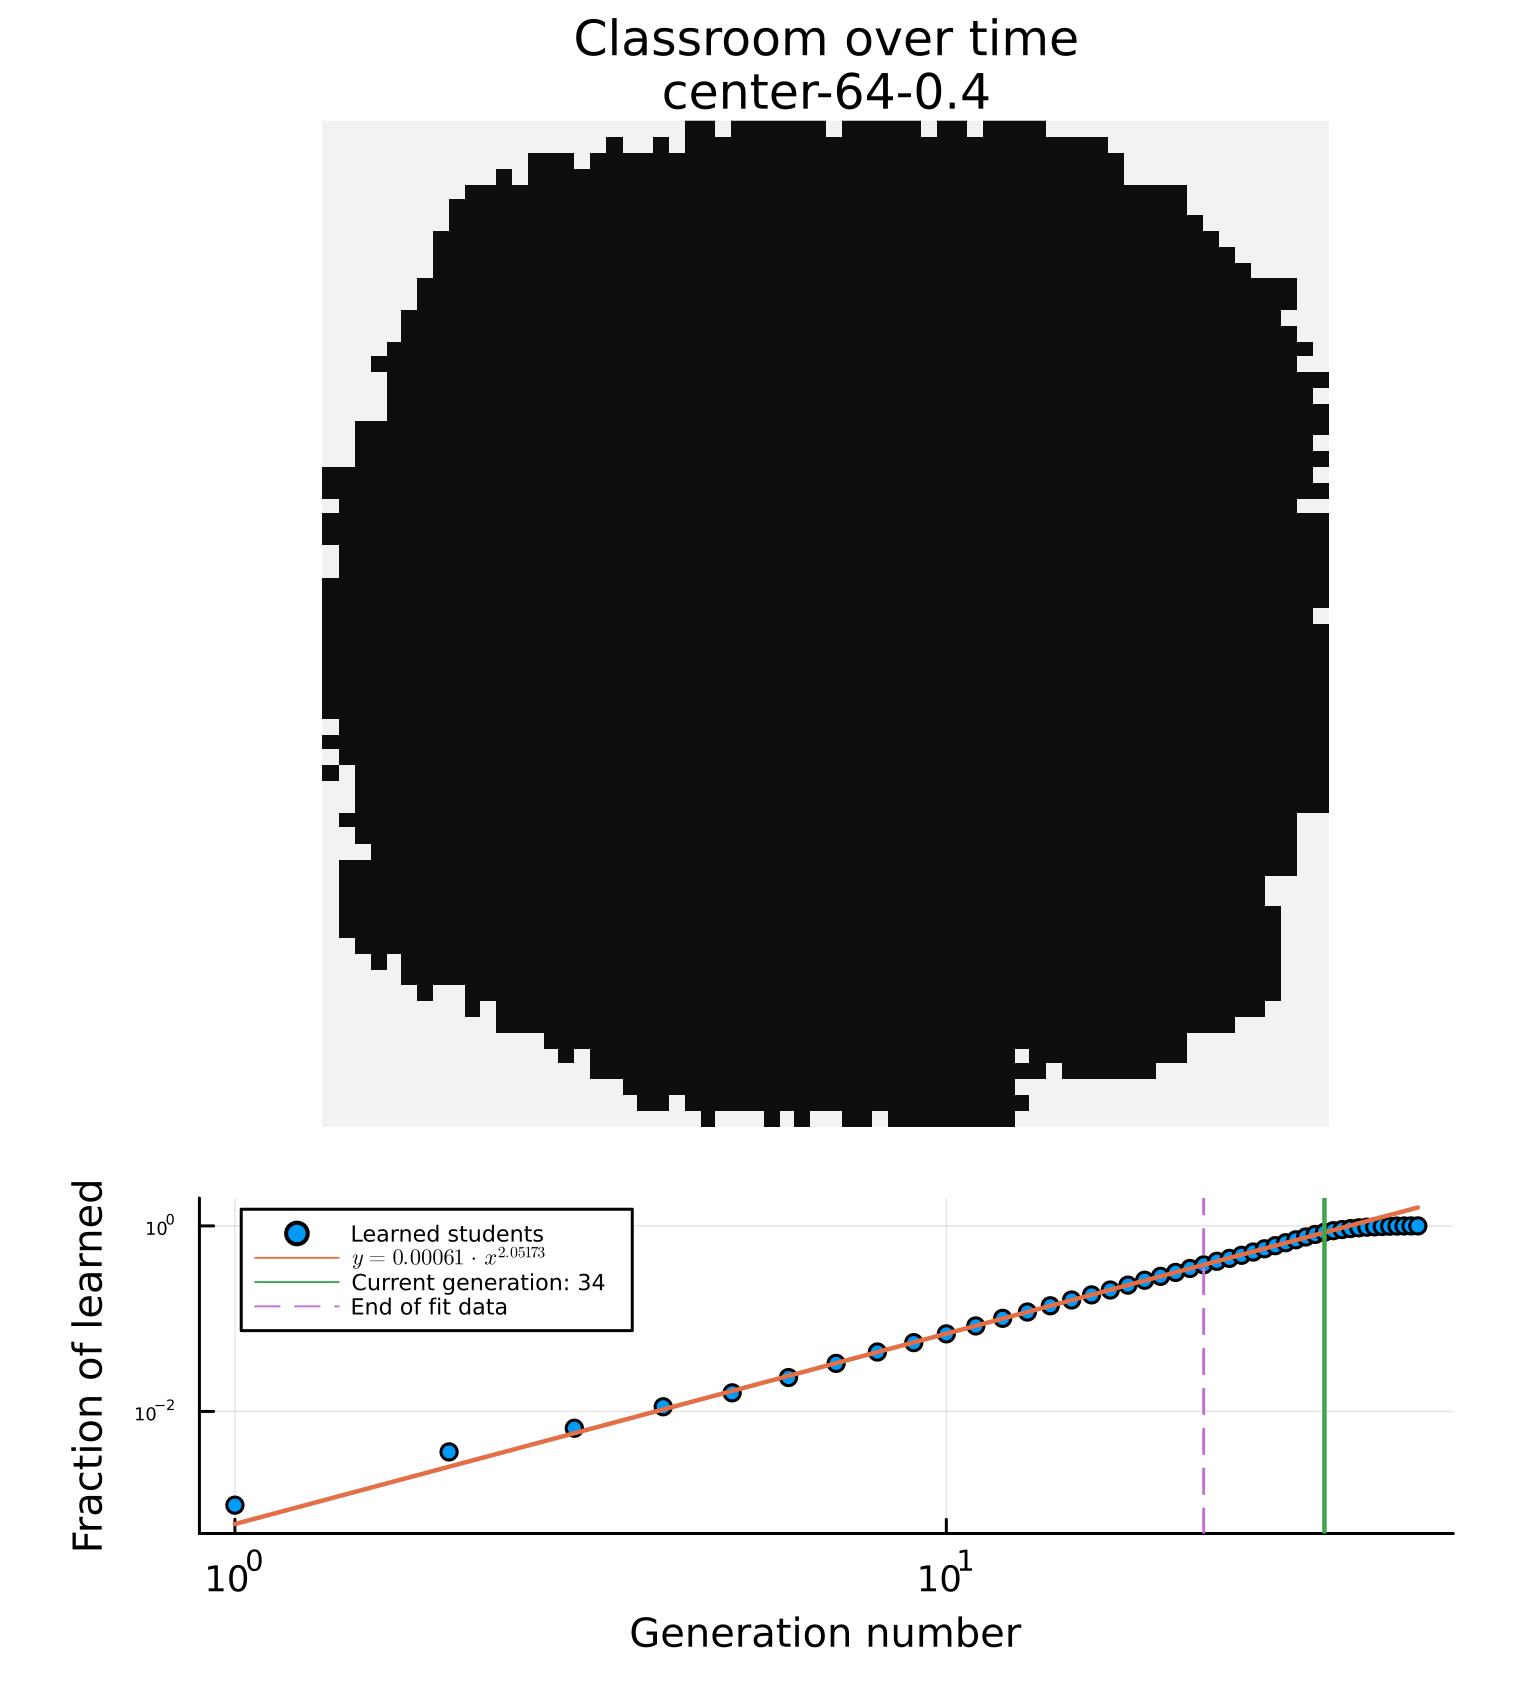 Classroom over time
center-64-0.4
Fraction of learned
10^0
10^-2
Learned students
y = 0.00061 · x^2.05173
Current generation: 34
End of fit data
10^0
10^1
Generation number